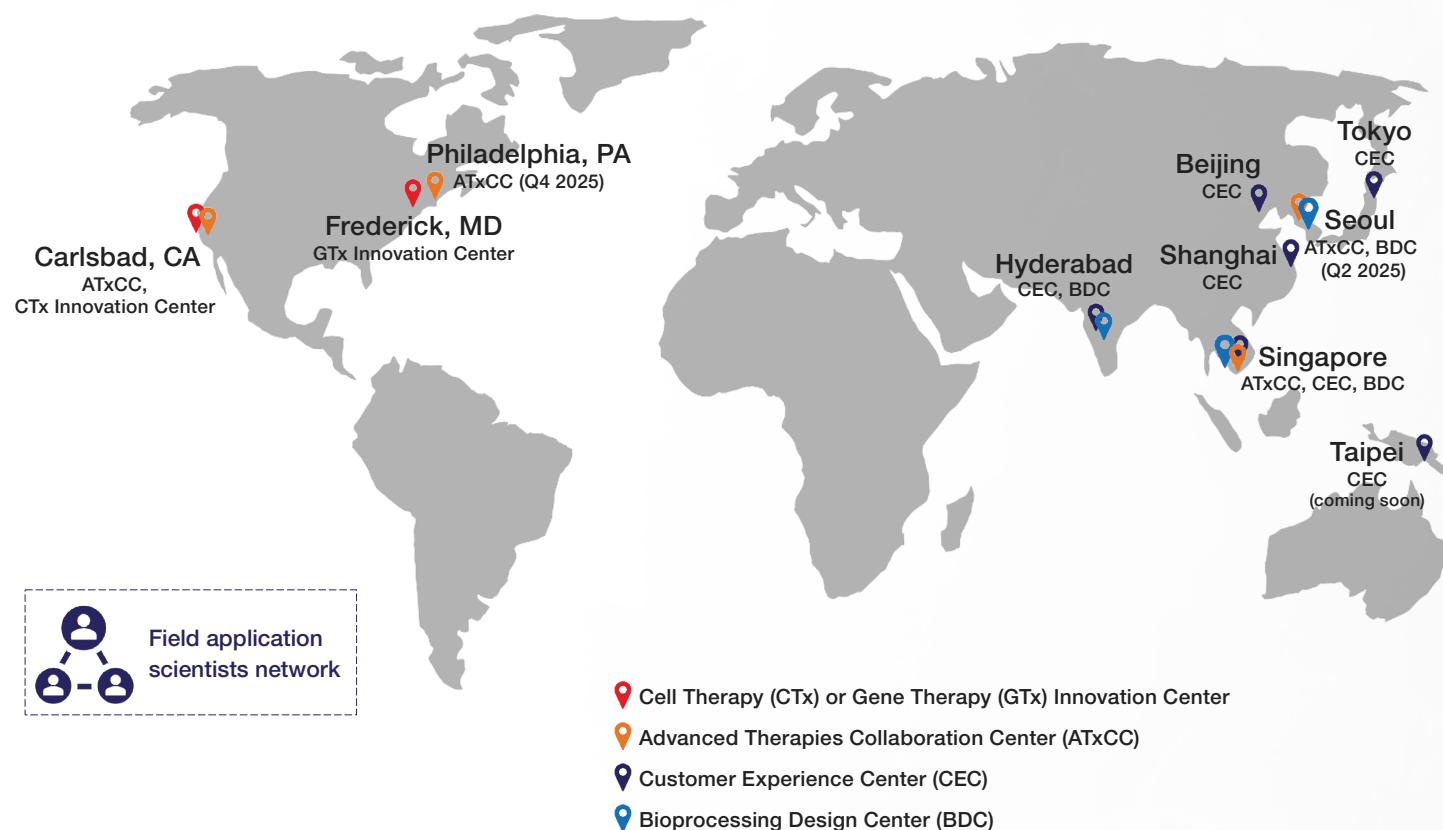 Philadelphia, PA
ATxCC (Q4 2025)
Frederick, MD
GTx Innovation Center
Carlsbad, CA
ATxCC,
CTx Innovation Center
Tokyo
CEC
Beijing
CEC
Seoul
ATxCC, BDC
(Q2 2025)
Shanghai
CEC
Hyderabad
CEC, BDC
Singapore
ATxCC, CEC, BDC
Taipei
CEC
(coming soon)
Field application
scientists network
Cell Therapy (CTx) or Gene Therapy (GTx) Innovation Center
Advanced Therapies Collaboration Center (ATxCC)
Customer Experience Center (CEC)
Bioprocessing Design Center (BDC)